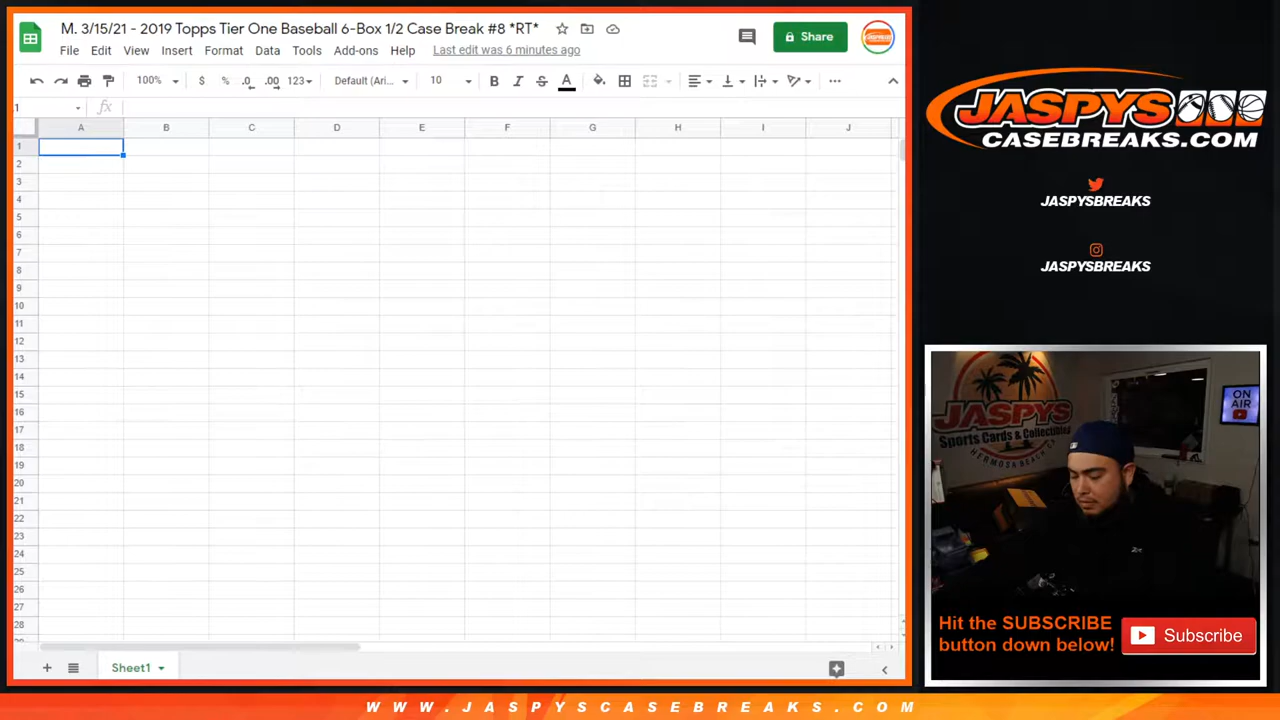 M. 3/15/21 - 2019 Topps Tier One Baseball 6-Box 1/2 Case Break #8 *RT*
File Edit View Insert Format Data Tools Add-ons Help Last edit was 6 minutes ago
Share
100% $ % .0 .00 123 Default (Ari... 10 B I S A
1 fx
A B C D E F G H I J
1
2
3
4
5
6
7
8
9
10
11
12
13
14
15
16
17
18
19
20
21
22
23
24
25
26
27
28
Sheet1
JASPYS
CASEBREAKS.COM
JASPYSBREAKS
JASPYSBREAKS
JASPYS
Sports Cards & Collectibles
HERMOSA BEACH, CA
ON
AIR
Hit the SUBSCRIBE
button down below!
Subscribe
WWW.JASPYSCASEBREAKS.COM